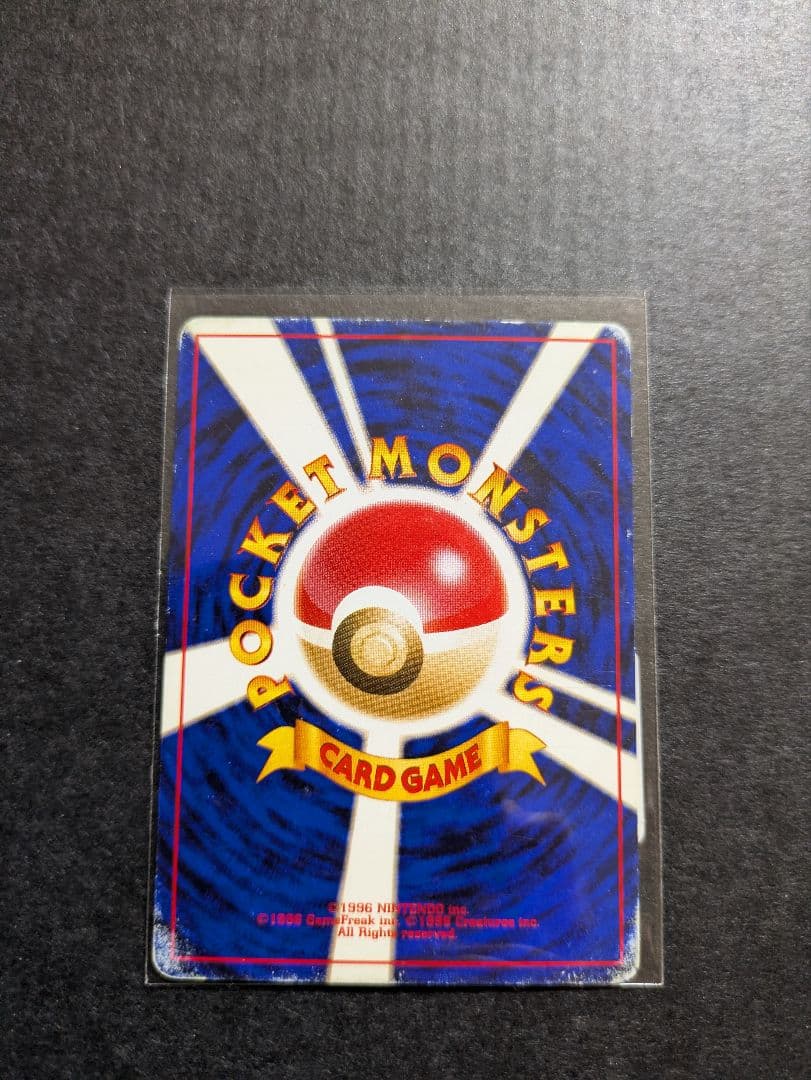 POCKET MONSTERS
CARD GAME
©1996 NINTENDO inc.
©1996 GameFreak inc. ©1996 Creatures inc.
All Rights reserved.